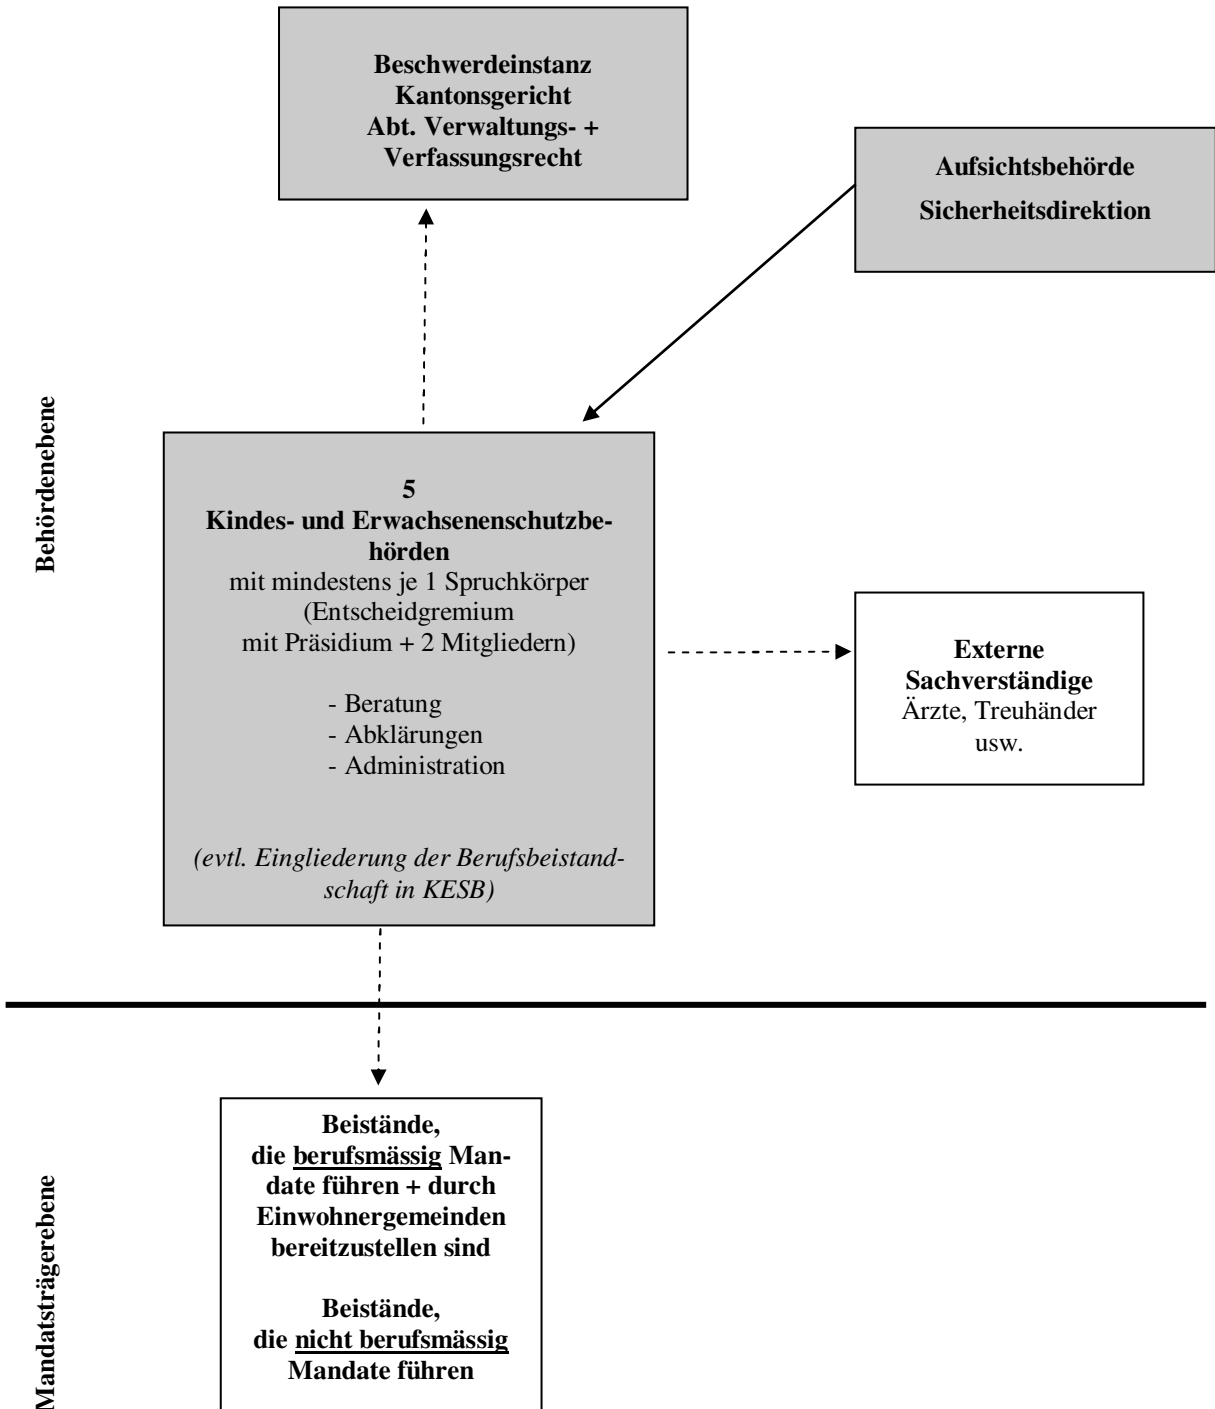 Beschwerdeinstanz
Kantonsgericht
Abt. Verwaltungs- +
Verfassungsrecht
Aufsichtsbehörde
Sicherheitsdirektion
Behördenebene
5
Kindes- und Erwachsenenschutzbe-
hörden
mit mindestens je 1 Spruchkörper
(Entscheidgremium
mit Präsidium + 2 Mitgliedern)
- Beratung
- Abklärungen
- Administration
(evtl. Eingliederung der Berufsbeistand-
schaft in KESB)
Externe
Sachverständige
Ärzte, Treuhänder
usw.
Mandatsträgerebene
Beistände,
die berufsmässig Man-
date führen + durch
Einwohnergemeinden
bereitzustellen sind
Beistände,
die nicht berufsmässig
Mandate führen